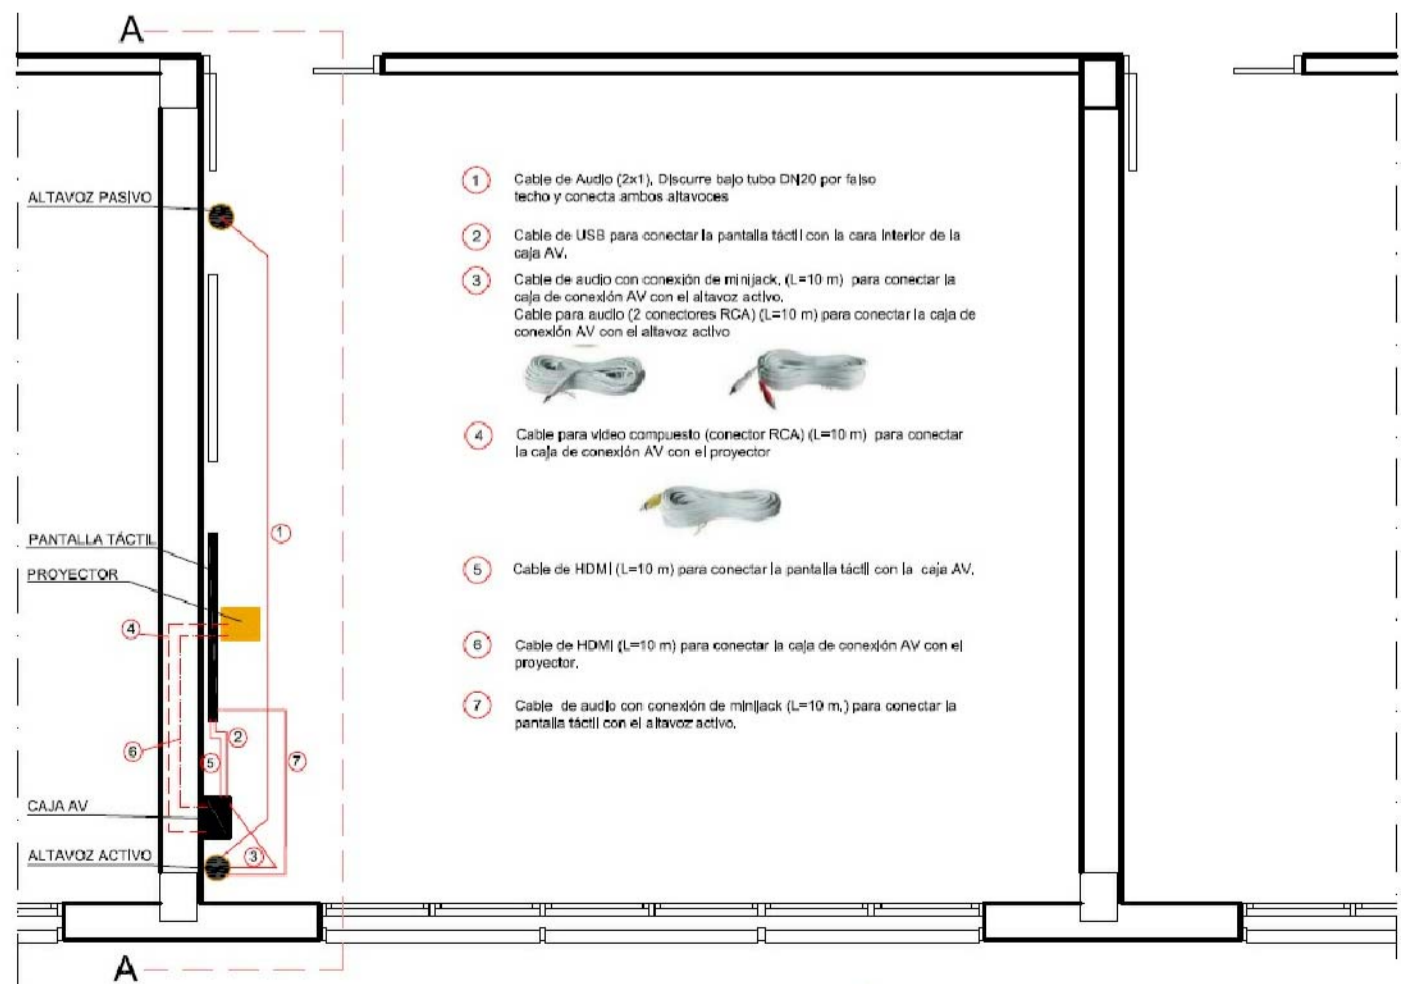 A
ALTAVOZ PASIVO
1 Cable de Audio (2x1), Discurre bajo tubo DN20 por falso
techo y conecta ambos altavoces
2 Cable de USB para conectar la pantalla táctil con la cara interior de la
caja AV.
3 Cable de audio con conexión de minijack, (L=10 m) para conectar la
caja de conexión AV con el altavoz activo.
Cable para audio (2 conectores RCA) (L=10 m) para conectar la caja de
conexión AV con el altavoz activo
4 Cable para video compuesto (conector RCA) (L=10 m) para conectar
la caja de conexión AV con el proyector
1
PANTALLA TÁCTIL
PROYECTOR
5 Cable de HDMI (L=10 m) para conectar la pantalla táctil con la caja AV.
4
6 Cable de HDMI (L=10 m) para conectar la caja de conexión AV con el
proyector.
7 Cable de audio con conexión de minijack (L=10 m.) para conectar la
pantalla táctil con el altavoz activo.
2
6
5
7
CAJA AV
ALTAVOZ ACTIVO
3
A